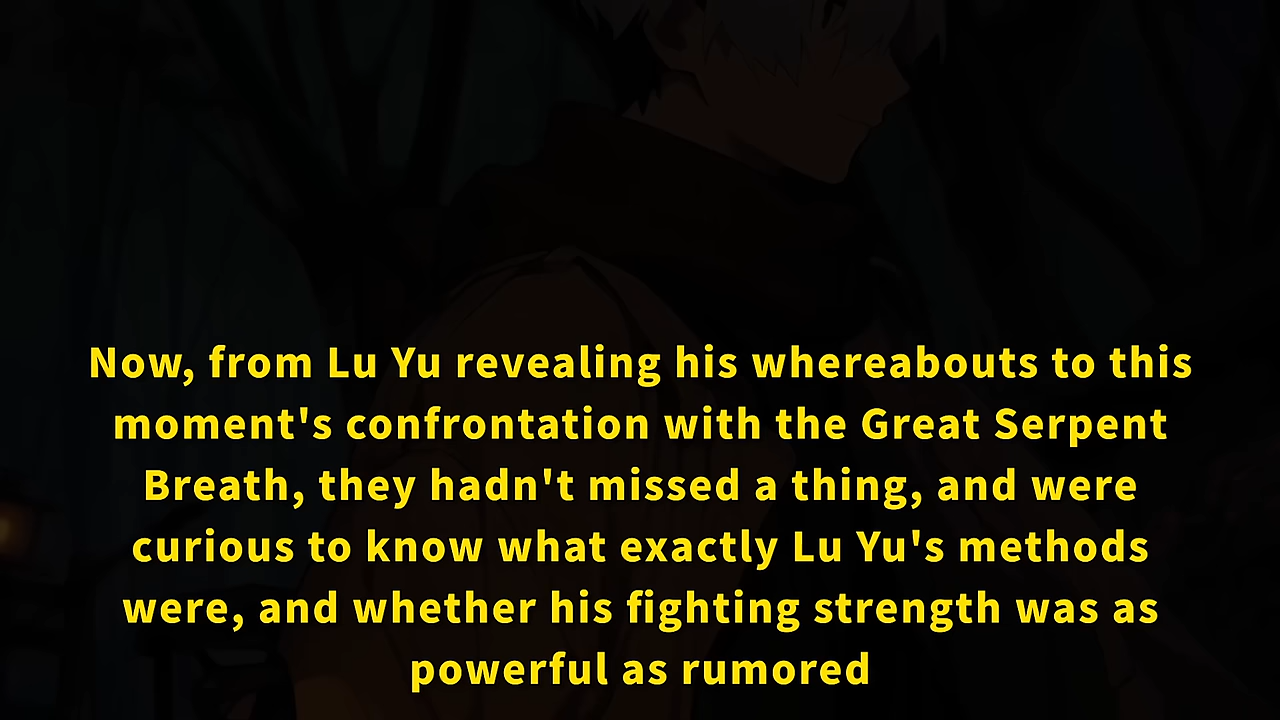 Now, from Lu Yu revealing his whereabouts to this
moment's confrontation with the Great Serpent
Breath, they hadn't missed a thing, and were
curious to know what exactly Lu Yu's methods
were, and whether his fighting strength was as
powerful as rumored